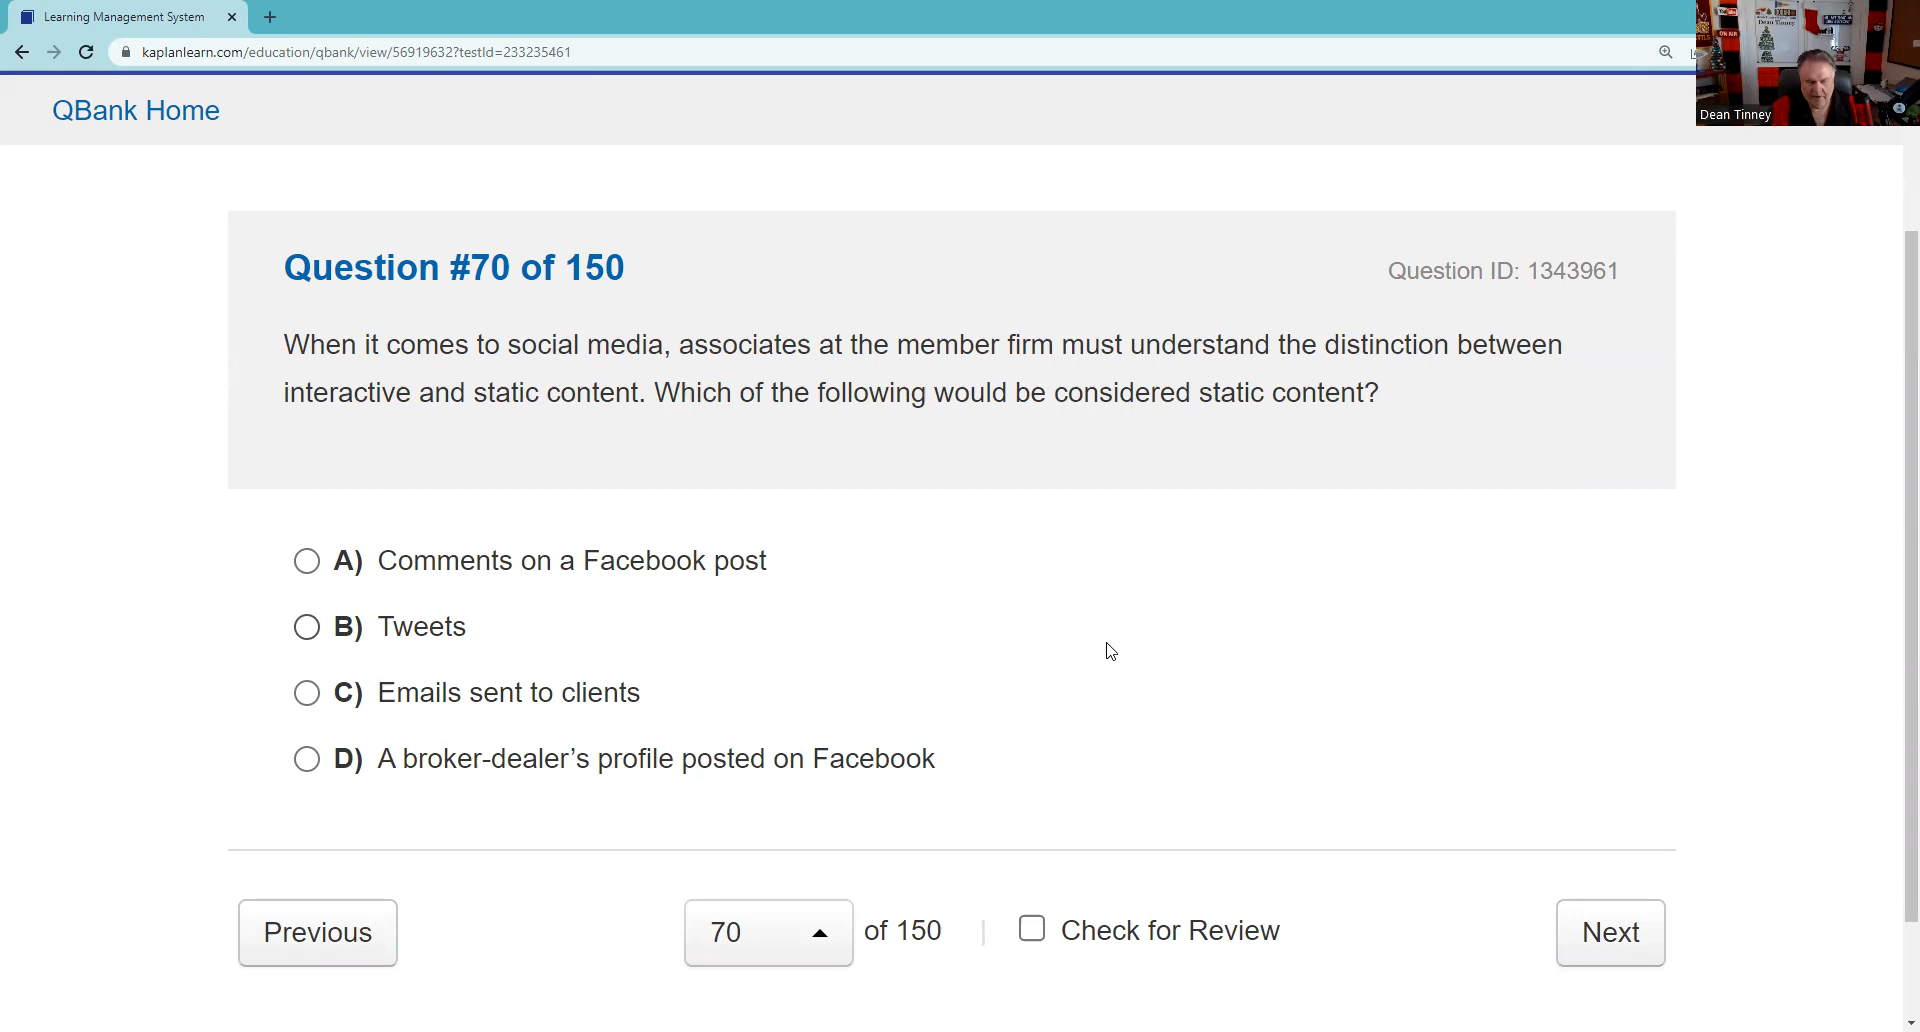 Learning Management System
kaplanlearn.com/education/qbank/view/56919632?testId=233235461
ON AIR
Dean Tinney
QBank Home
Question #70 of 150
Question ID: 1343961
When it comes to social media, associates at the member firm must understand the distinction between
interactive and static content. Which of the following would be considered static content?
A) Comments on a Facebook post
B) Tweets
C) Emails sent to clients
D) A broker-dealer’s profile posted on Facebook
Previous
70
of 150
Check for Review
Next